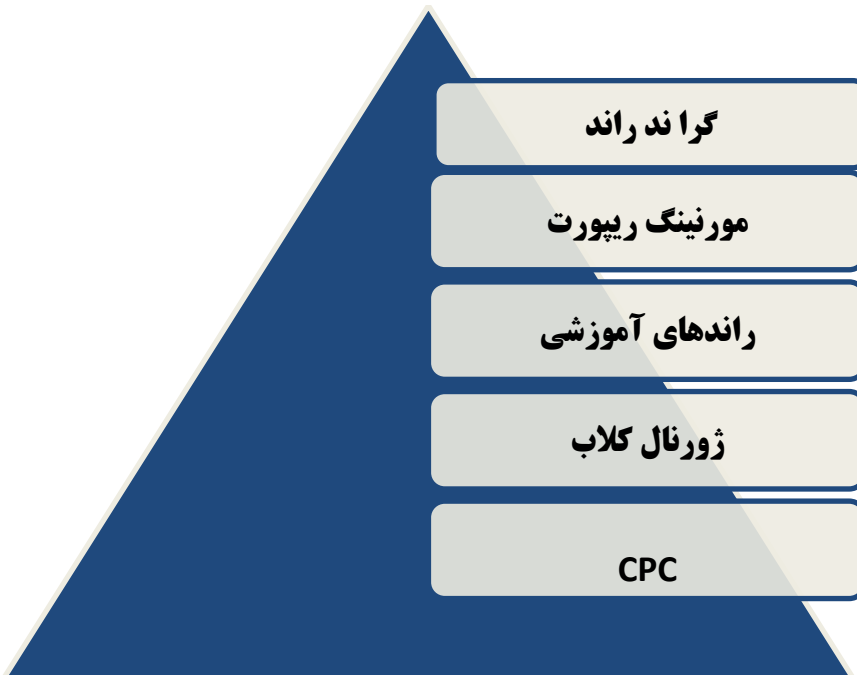 گرا ند راند
مورنینگ ریپورت
راندهای آموزشی
ژورنال کلاب
CPC